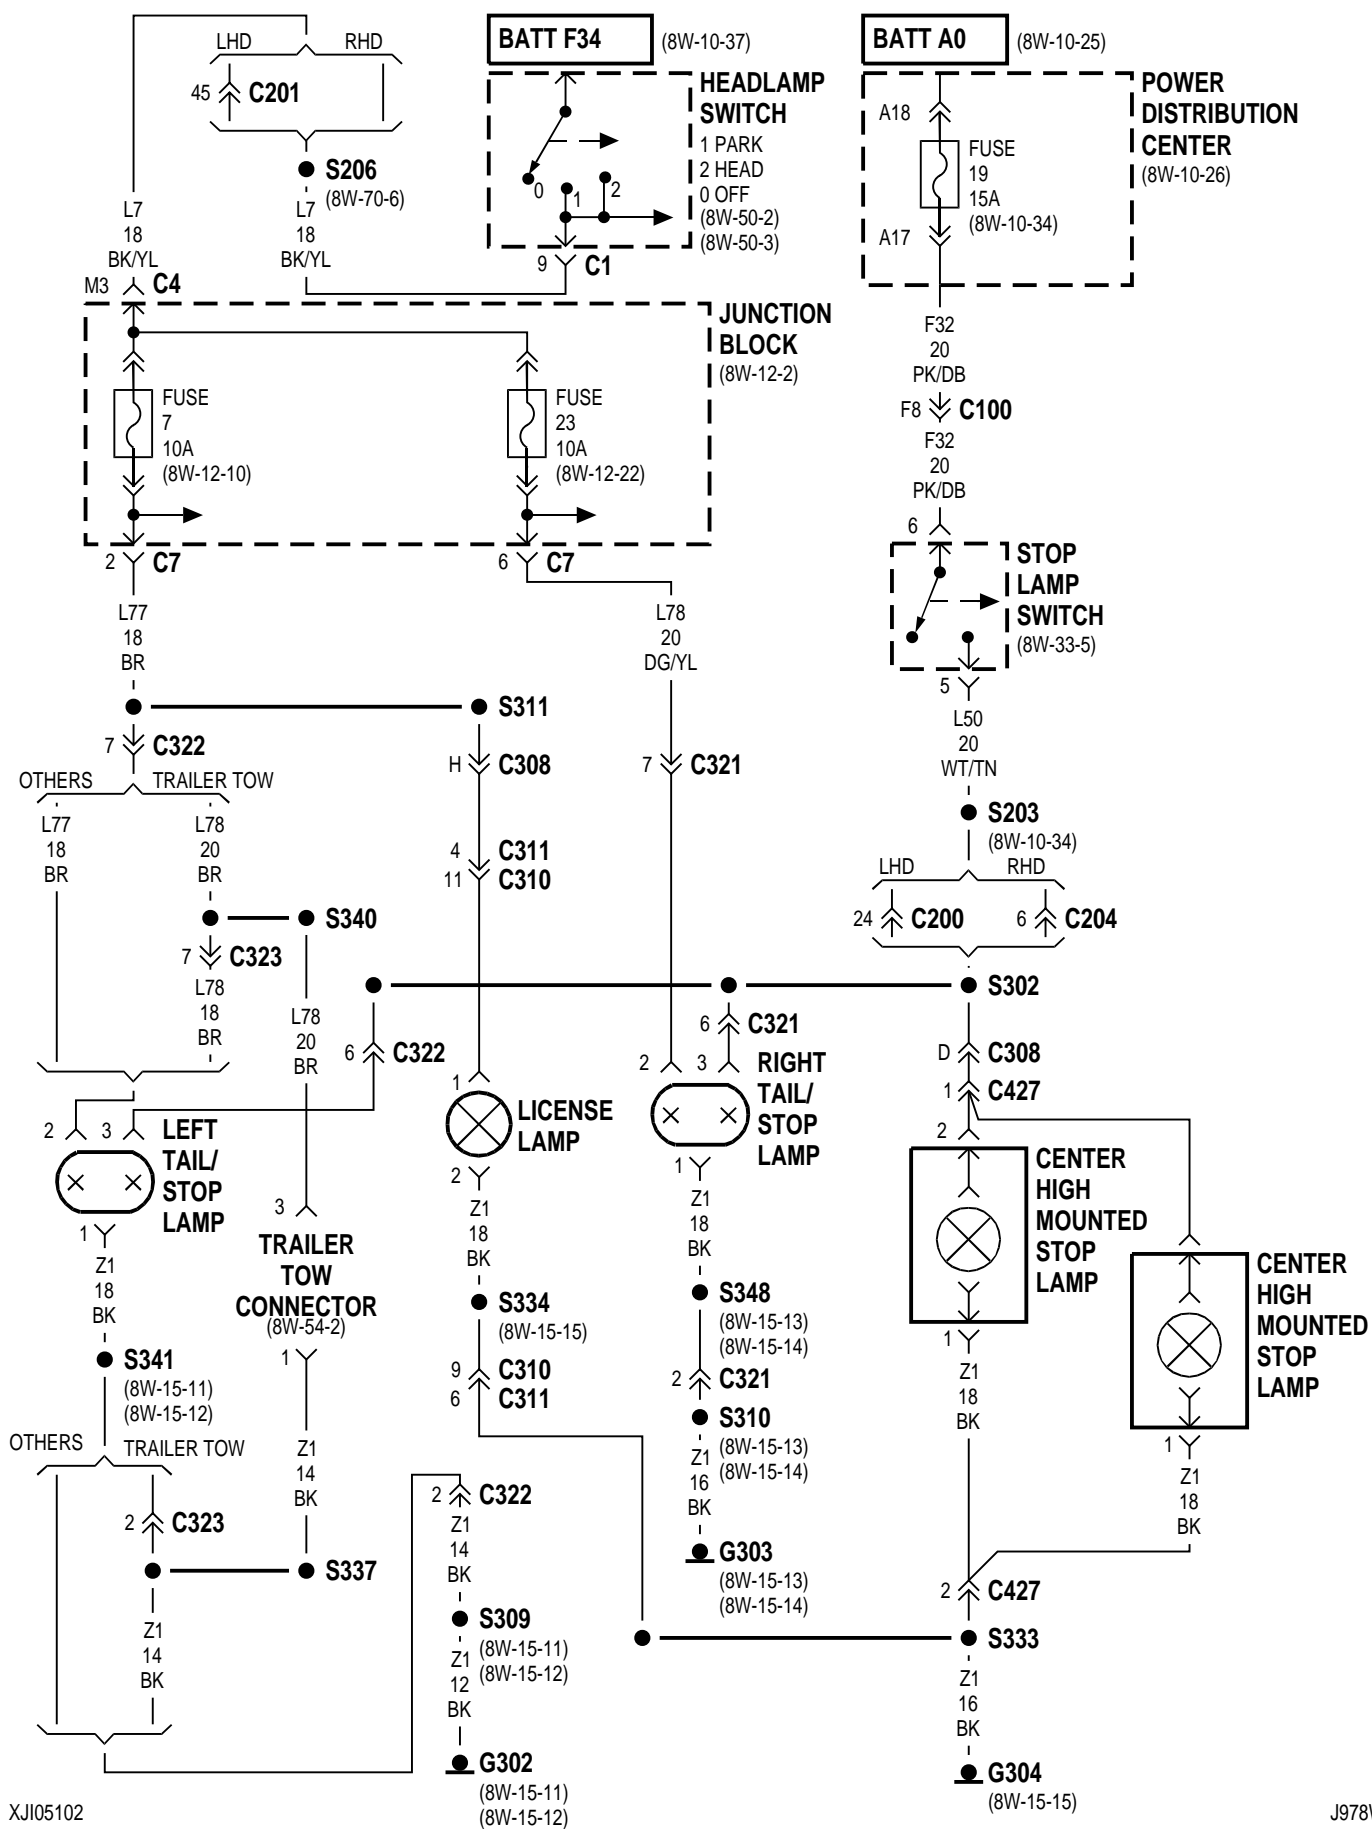 BATT F34
(8W-10-37)
BATT A0
(8W-10-25)
LHD
RHD
45
C201
S206
(8W-70-6)
L7
18
BK/YL
L7
18
BK/YL
M3
C4
HEADLAMP
SWITCH
1 PARK
2 HEAD
0 OFF
(8W-50-2)
(8W-50-3)
0
1
2
9
C1
POWER
DISTRIBUTION
CENTER
(8W-10-26)
A18
FUSE
19
15A
(8W-10-34)
A17
JUNCTION
BLOCK
(8W-12-2)
FUSE
7
10A
(8W-12-10)
FUSE
23
10A
(8W-12-22)
F32
20
PK/DB
F8
C100
F32
20
PK/DB
6
STOP
LAMP
SWITCH
(8W-33-5)
5
2
C7
6
C7
L77
18
BR
L78
20
DG/YL
L50
20
WT/TN
S311
7
C322
H
C308
7
C321
OTHERS
TRAILER TOW
L77
18
BR
L78
20
BR
S203
(8W-10-34)
4
C311
11
C310
LHD
RHD
24
C200
6
C204
S340
7
C323
L78
18
BR
L78
20
BR
S302
6
C322
6
C321
D
C308
1
C427
2
3
LEFT
TAIL/
STOP
LAMP
1
1
LICENSE
LAMP
2
2
3
RIGHT
TAIL/
STOP
LAMP
1
2
CENTER
HIGH
MOUNTED
STOP
LAMP
1
CENTER
HIGH
MOUNTED
STOP
LAMP
1
3
TRAILER
TOW
CONNECTOR
(8W-54-2)
1
Z1
18
BK
Z1
18
BK
Z1
18
BK
Z1
18
BK
Z1
18
BK
S334
(8W-15-15)
S348
(8W-15-13)
(8W-15-14)
S341
(8W-15-11)
(8W-15-12)
9
C310
6
C311
2
C321
S310
(8W-15-13)
(8W-15-14)
OTHERS
TRAILER TOW
Z1
14
BK
Z1
16
BK
2
C323
2
C322
Z1
14
BK
G303
(8W-15-13)
(8W-15-14)
S337
2
C427
S309
(8W-15-11)
(8W-15-12)
S333
Z1
14
BK
Z1
12
BK
Z1
16
BK
G302
(8W-15-11)
(8W-15-12)
G304
(8W-15-15)
XJI05102